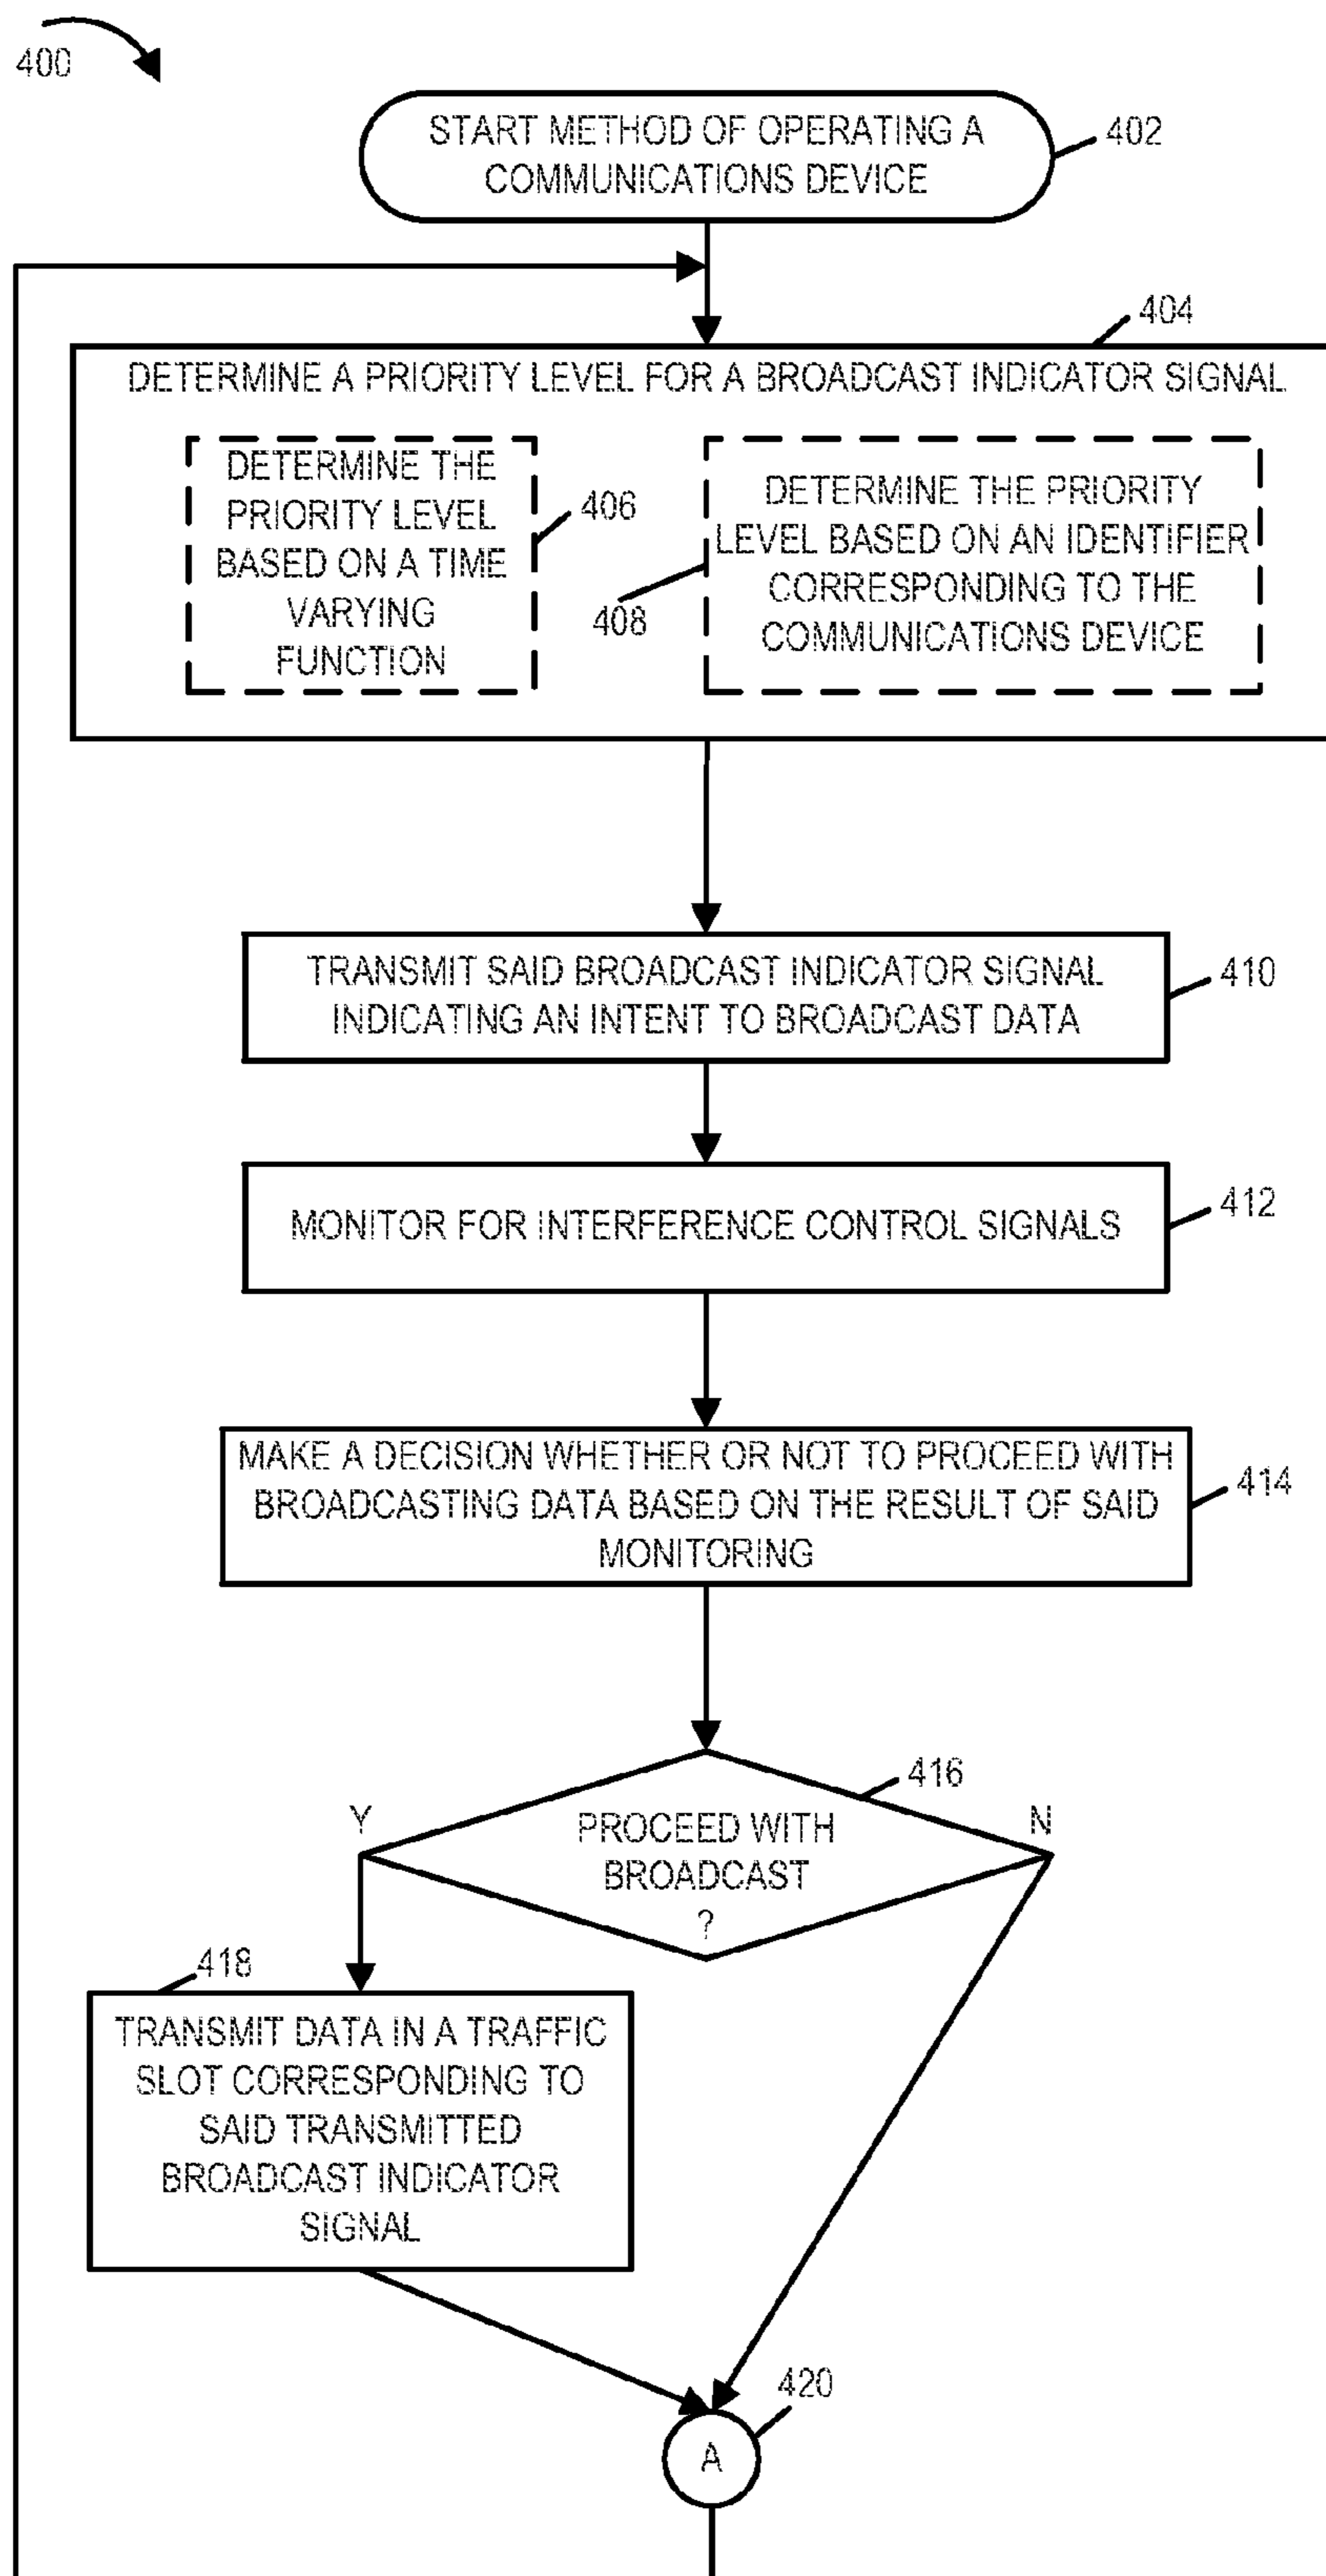 400
START METHOD OF OPERATING A
COMMUNICATIONS DEVICE
402
404
DETERMINE A PRIORITY LEVEL FOR A BROADCAST INDICATOR SIGNAL
DETERMINE THE
PRIORITY LEVEL
BASED ON A TIME
VARYING
FUNCTION
406
408
DETERMINE THE PRIORITY
LEVEL BASED ON AN IDENTIFIER
CORRESPONDING TO THE
COMMUNICATIONS DEVICE
TRANSMIT SAID BROADCAST INDICATOR SIGNAL
INDICATING AN INTENT TO BROADCAST DATA
410
MONITOR FOR INTERFERENCE CONTROL SIGNALS
412
MAKE A DECISION WHETHER OR NOT TO PROCEED WITH
BROADCASTING DATA BASED ON THE RESULT OF SAID
MONITORING
414
416
Y
PROCEED WITH
BROADCAST
?
N
418
TRANSMIT DATA IN A TRAFFIC
SLOT CORRESPONDING TO
SAID TRANSMITTED
BROADCAST INDICATOR
SIGNAL
420
A